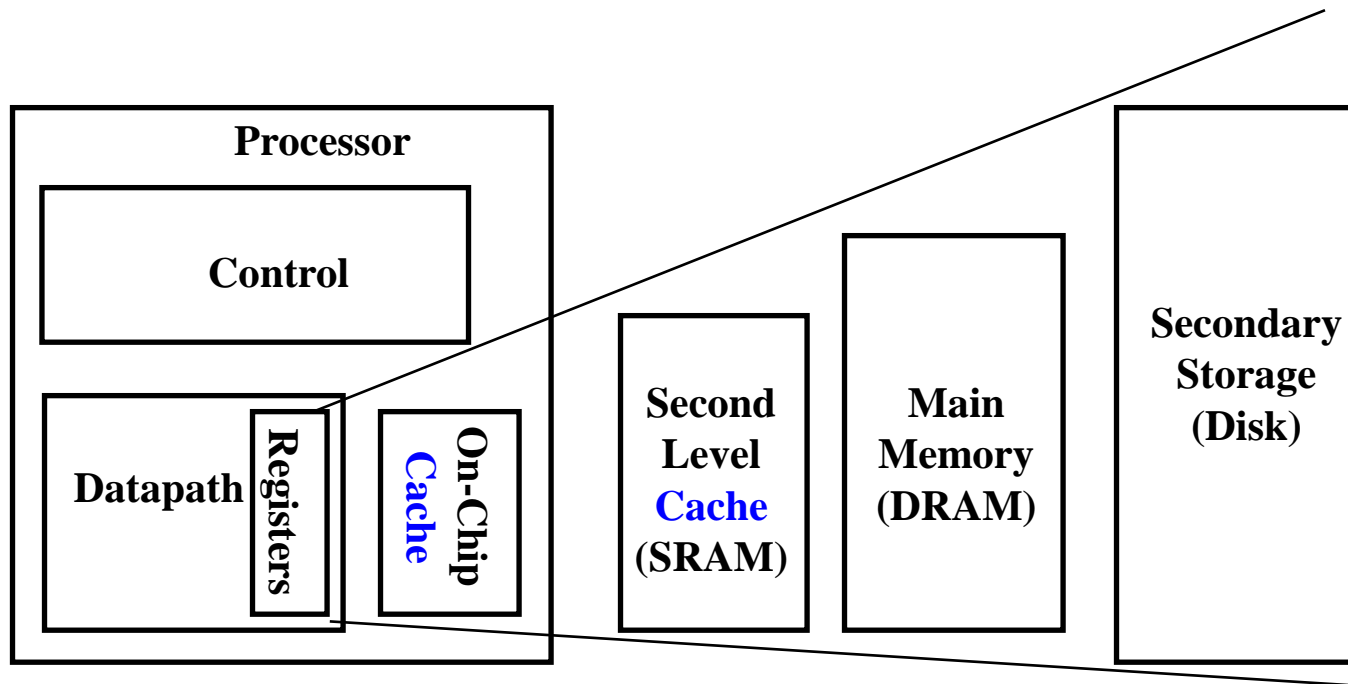 Processor
Control
Datapath
Registers
On-Chip
Cache
Second
Level
Cache
(SRAM)
Main
Memory
(DRAM)
Secondary
Storage
(Disk)